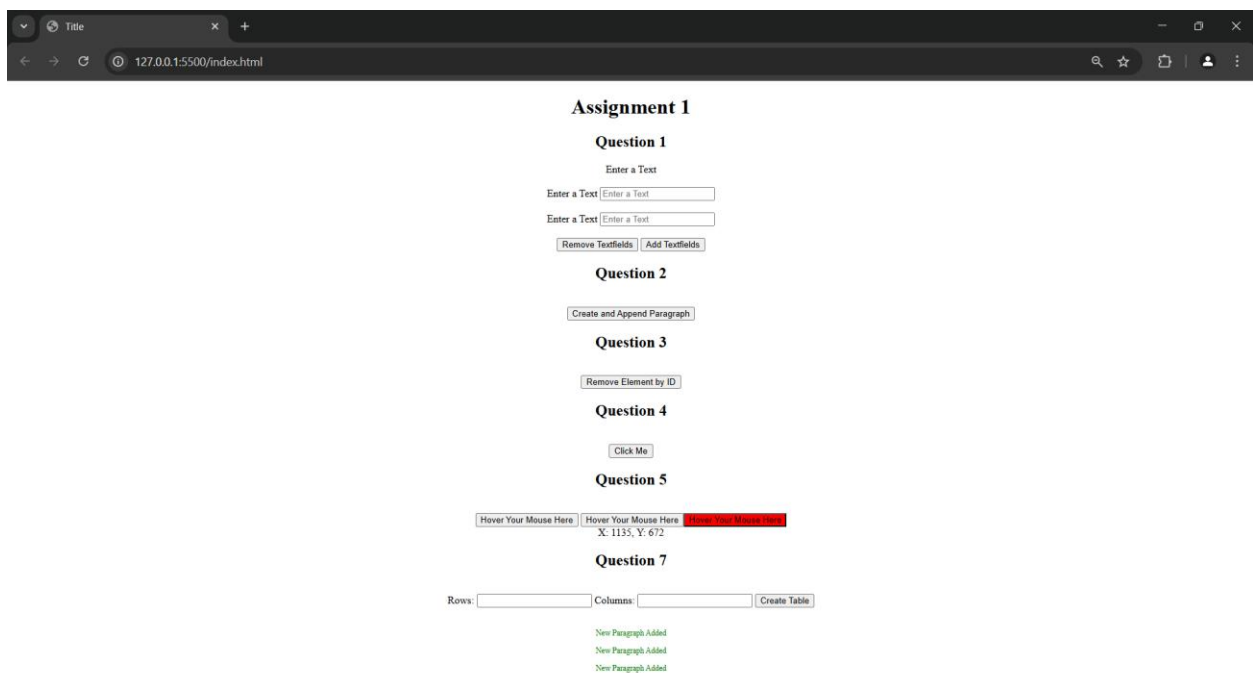 Title
127.0.0.1:5500/index.html
Assignment 1
Question 1
Enter a Text
Enter a Text Enter a Text
Enter a Text Enter a Text
Remove Textfields Add Textfields
Question 2
Create and Append Paragraph
Question 3
Remove Element by ID
Question 4
Click Me
Question 5
Hover Your Mouse Here Hover Your Mouse Here Hover Your Mouse Here
X: 1135, Y: 672
Question 7
Rows: Columns: Create Table
New Paragraph Added
New Paragraph Added
New Paragraph Added